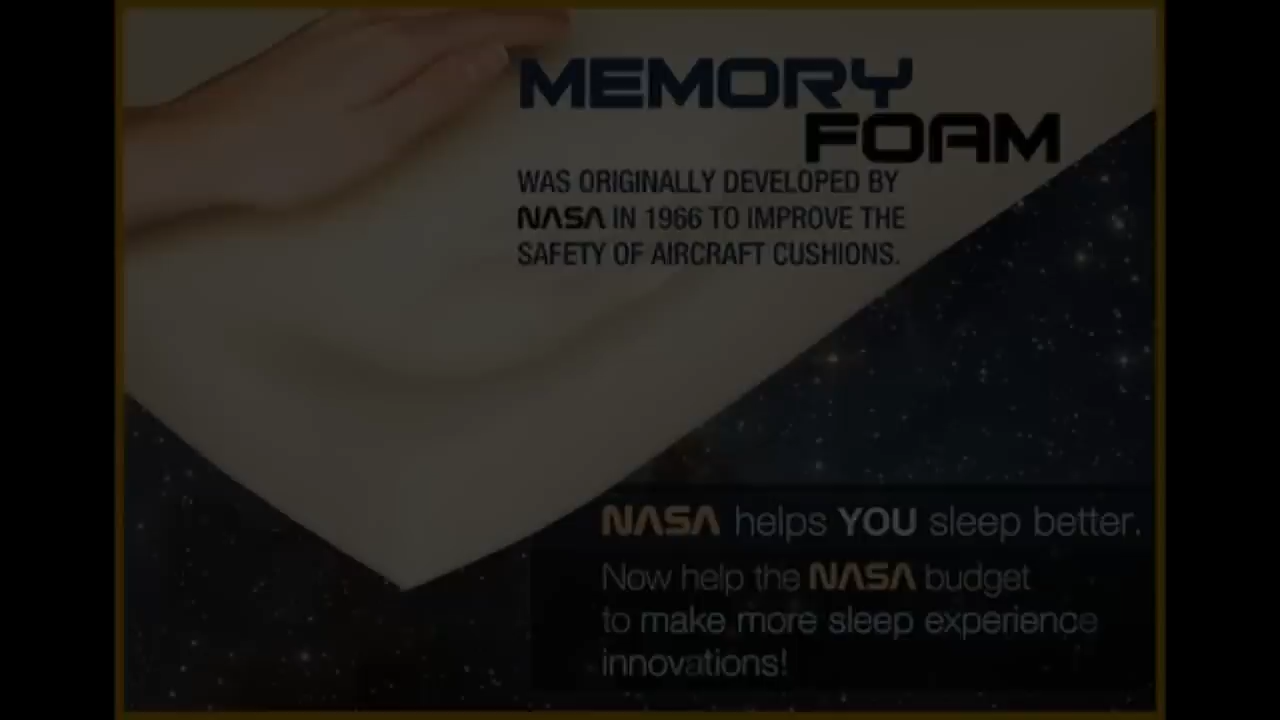 MEMORY
FOAM
WAS ORIGINALLY DEVELOPED BY
NASA IN 1966 TO IMPROVE THE
SAFETY OF AIRCRAFT CUSHIONS.
NASA helps YOU sleep better.
Now help the NASA budget
to make more sleep experience
innovations!